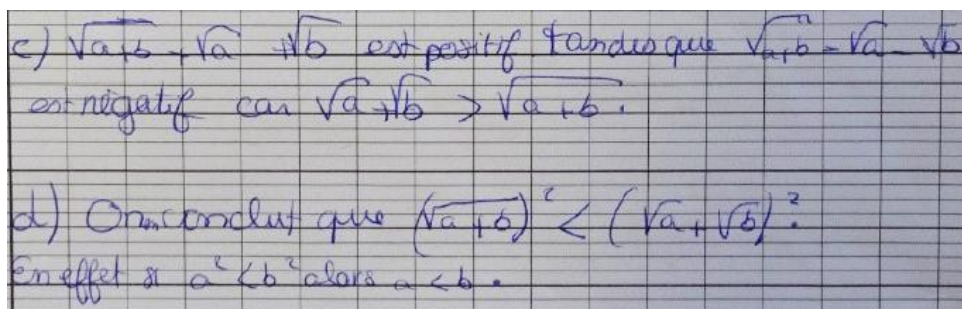 c) √a+b + √a + √b est positif tandis que √a+b - √a - √b
est négatif car √a + √b > √a+b.
d) On conclut que (√a+b)² < (√a + √b)².
En effet si a² < b² alors a < b.